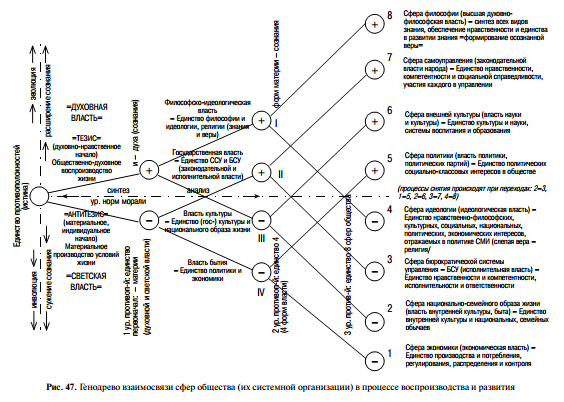 Единство противоположностей
(истина)
эволюция
расширение сознания
инволюция
сужение сознания
=ДУХОВНАЯ
ВЛАСТЬ=
=ТЕЗИС=
(духовно-нравственное
начало)
Общественно-духовное
воспроизводство
жизни
синтез
анализ
ур. норм морали
=АНТИТЕЗИС=
(материальное,
индивидуальное
начало)
Материальное
производство условий
жизни
=СВЕТСКАЯ
ВЛАСТЬ=
и – духа (сознания)
1 ур. противоп-йс единство
первоначал: – материи
(духовной и светской власти)
Философско-идеологическая
власть
= Единство философии и
идеологии, религии (знания
и веры)
I
Государственная власть
= Единство ССУ и БСУ
(законодательной и
исполнительной власти)
II
Власть культуры
= Единство (гос-) культуры и
национального образа жизни
III
Власть бытия
= Единство политики и
экономики
IV
форм материи – сознания
2 ур. противоп-йс единство 4
(4 форм власти)
3 ур. против-йс: единство 8 сфер общества
8
Сфера философии (высшая духовно-
философская власть) = синтез всех видов
знания, обеспечение нравственности и единства
в развитии знания =формирование осознанной
веры=
7
Сфера самоуправления (законодательной
власти народа) = Единство нравственности,
компетентности и социальной справедливости,
участия каждого в управлении
6
Сфера внешней культуры (власть науки
и культуры) = Единство культуры и науки,
системы воспитания и образования
5
Сфера политики (власть политики,
политических партий) = Единство политических
социально-классовых интересов в обществе
(процессы снятия происходят при переходах: 2–3,
1–5, 2–6, 3–7, 4–8)
4
Сфера идеологии (идеологическая власть) =
Единство нравственно-философских,
культурных, социальных, национальных,
политических, экономических интересов,
отражаемых в политике СМИ (слепая вера =
религия/
3
Сфера бюрократической системы
управления = БСУ (исполнительная власть) =
Единство нравственности и компетентности,
исполнительности и ответственности
2
Сфера национально-семейного образа жизни
(власть внутренней культуры, быта) = Единство
внутренней культуры и национальных, семейных
обычаев
1
Сфера экономики (экономическая власть) =
Единство производства и потребления,
регулирования, распределения и контроля
Рис. 47. Генодрево взаимосвязи сфер общества (их системной организации) в процессе воспроизводства и развития